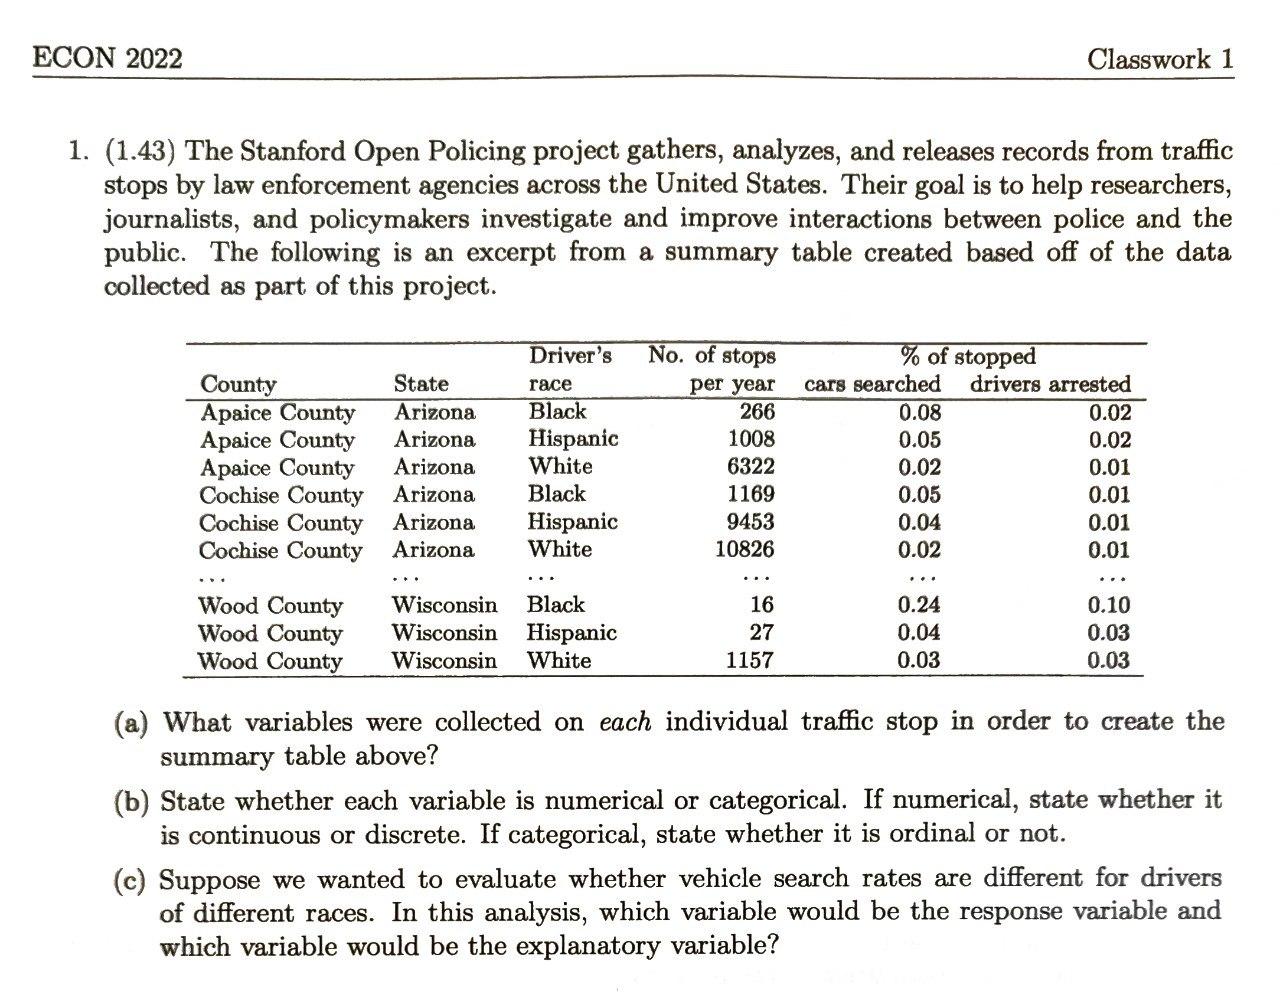 ECON 2022 Classwork 1
1. (1.43) The Stanford Open Policing project gathers, analyzes, and releases records from traffic
stops by law enforcement agencies across the United States. Their goal is to help researchers,
journalists, and policymakers investigate and improve interactions between police and the
public. The following is an excerpt from a summary table created based off of the data
collected as part of this project.
Driver's No. of stops % of stopped
County State race per year cars searched drivers arrested
Apaice County Arizona Black 266 0.08 0.02
Apaice County Arizona Hispanic 1008 0.05 0.02
Apaice County Arizona White 6322 0.02 0.01
Cochise County Arizona Black 1169 0.05 0.01
Cochise County Arizona Hispanic 9453 0.04 0.01
Cochise County Arizona White 10826 0.02 0.01
... ... ... ... ... ...
Wood County Wisconsin Black 16 0.24 0.10
Wood County Wisconsin Hispanic 27 0.04 0.03
Wood County Wisconsin White 1157 0.03 0.03
(a) What variables were collected on each individual traffic stop in order to create the
summary table above?
(b) State whether each variable is numerical or categorical. If numerical, state whether it
is continuous or discrete. If categorical, state whether it is ordinal or not.
(c) Suppose we wanted to evaluate whether vehicle search rates are different for drivers
of different races. In this analysis, which variable would be the response variable and
which variable would be the explanatory variable?